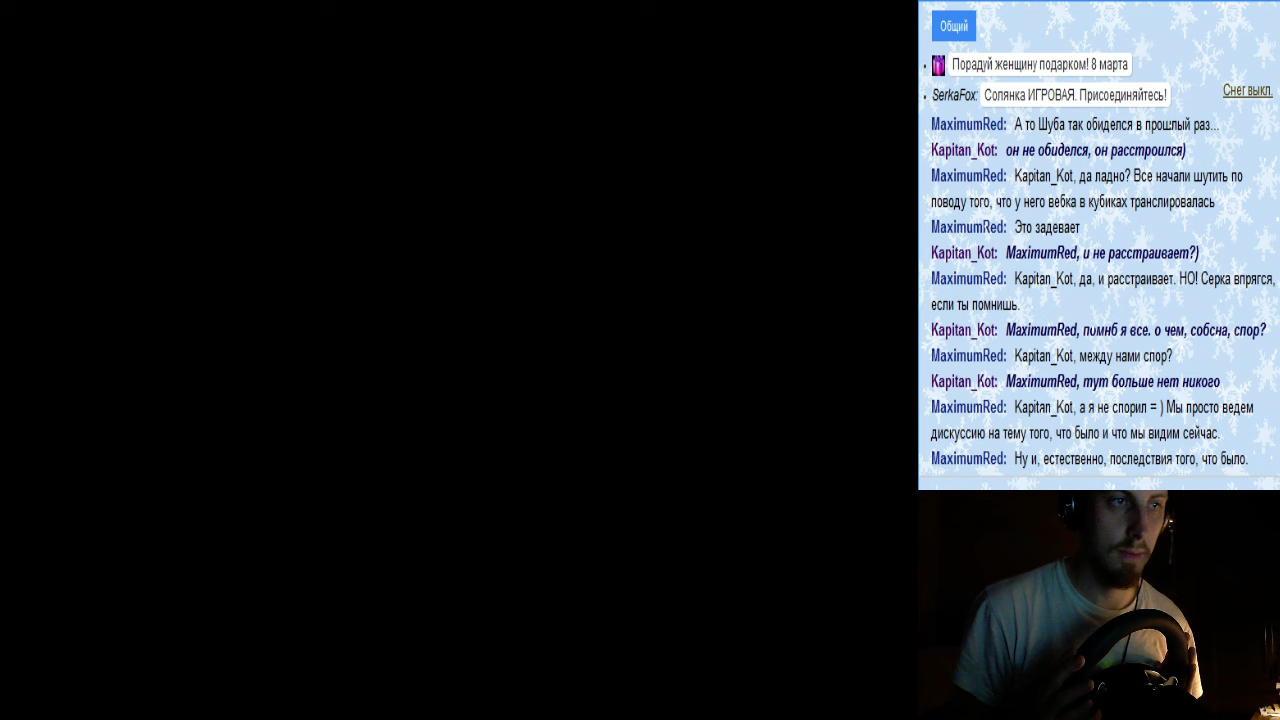 Общий
Порадуй женщину подарком! 8 марта
SerkaFox: Солянка ИГРОВАЯ. Присоединяйтесь!
Снег выкл.
MaximumRed: А то Шуба так обиделся в прошлый раз...
Kapitan_Kot: он не обиделся, он расстроился)
MaximumRed: Kapitan_Kot, да ладно? Все начали шутить по
поводу того, что у него вебка в кубиках транслировалась
MaximumRed: Это задевает
Kapitan_Kot: MaximumRed, и не расстраивает?)
MaximumRed: Kapitan_Kot, да, и расстраивает. НО! Серка впрягся,
если ты помнишь.
Kapitan_Kot: MaximumRed, пимнб я все. о чем, собсна, спор?
MaximumRed: Kapitan_Kot, между нами спор?
Kapitan_Kot: MaximumRed, тут больше нет никого
MaximumRed: Kapitan_Kot, а я не спорил = ) Мы просто ведем
дискуссию на тему того, что было и что мы видим сейчас.
MaximumRed: Ну и, естественно, последствия того, что было.